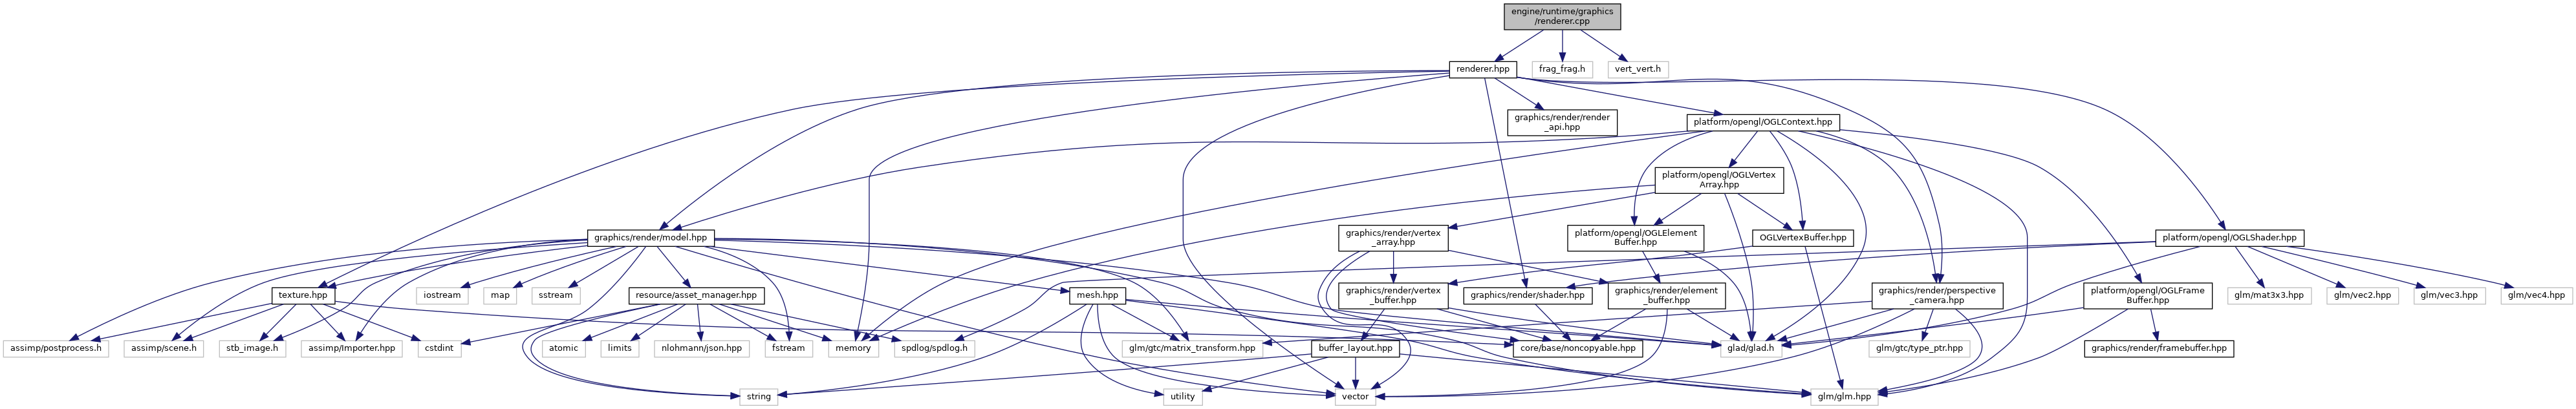 engine/runtime/graphics
/renderer.cpp
renderer.hpp
frag_frag.h
vert_vert.h
graphics/render/render
_api.hpp
platform/opengl/OGLContext.hpp
platform/opengl/OGLVertex
Array.hpp
graphics/render/model.hpp
graphics/render/vertex
_array.hpp
platform/opengl/OGLElement
Buffer.hpp
OGLVertexBuffer.hpp
platform/opengl/OGLShader.hpp
texture.hpp
iostream
map
sstream
resource/asset_manager.hpp
mesh.hpp
graphics/render/vertex
_buffer.hpp
graphics/render/shader.hpp
graphics/render/element
_buffer.hpp
graphics/render/perspective
_camera.hpp
platform/opengl/OGLFrame
Buffer.hpp
glm/mat3x3.hpp
glm/vec2.hpp
glm/vec3.hpp
glm/vec4.hpp
assimp/postprocess.h
assimp/scene.h
stb_image.h
assimp/Importer.hpp
cstdint
atomic
limits
nlohmann/json.hpp
fstream
memory
spdlog/spdlog.h
glm/gtc/matrix_transform.hpp
buffer_layout.hpp
core/base/noncopyable.hpp
glad/glad.h
glm/gtc/type_ptr.hpp
graphics/render/framebuffer.hpp
string
utility
vector
glm/glm.hpp